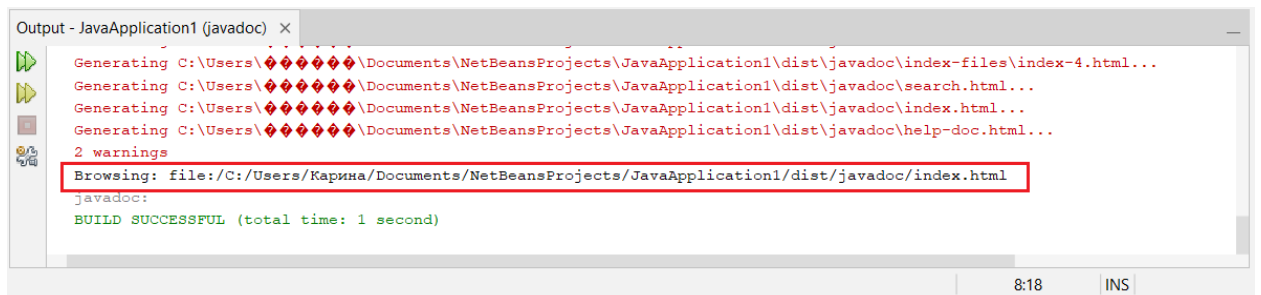 Output - JavaApplication1 (javadoc) ×
Generating C:\Users\������\Documents\NetBeansProjects\JavaApplication1\dist\javadoc\index-files\index-4.html...
Generating C:\Users\������\Documents\NetBeansProjects\JavaApplication1\dist\javadoc\search.html...
Generating C:\Users\������\Documents\NetBeansProjects\JavaApplication1\dist\javadoc\index.html...
Generating C:\Users\������\Documents\NetBeansProjects\JavaApplication1\dist\javadoc\help-doc.html...
2 warnings
Browsing: file:/C:/Users/Карина/Documents/NetBeansProjects/JavaApplication1/dist/javadoc/index.html
javadoc:
BUILD SUCCESSFUL (total time: 1 second)
8:18 INS